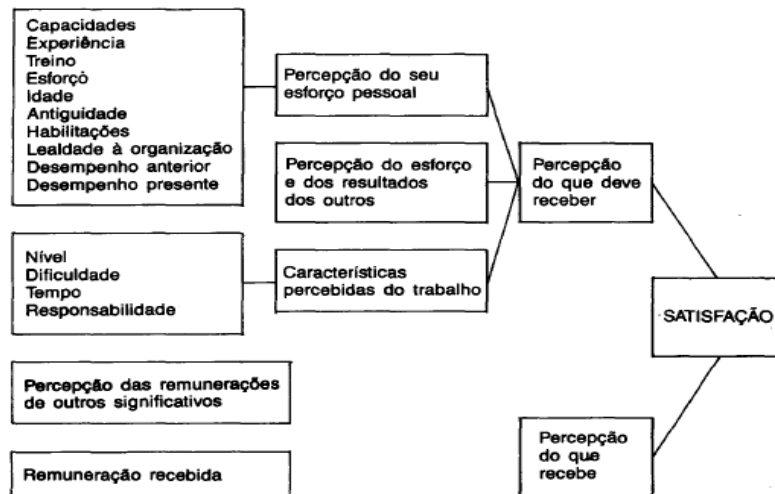 Capacidades
Experiência
Treino
Esforçó
Idade
Antiguidade
Habilitações
Lealdade à organização
Desempenho anterior
Desempenho presente
Percepção do seu
esforço pessoal
Percepção do esforço
e dos resultados
dos outros
Percepção
do que deve
receber
Nível
Dificuldade
Tempo
Responsabilidade
Características
percebidas do trabalho
SATISFAÇÃO
Percepção das remunerações
de outros significativos
Percepção
do que
recebe
Remuneração recebida